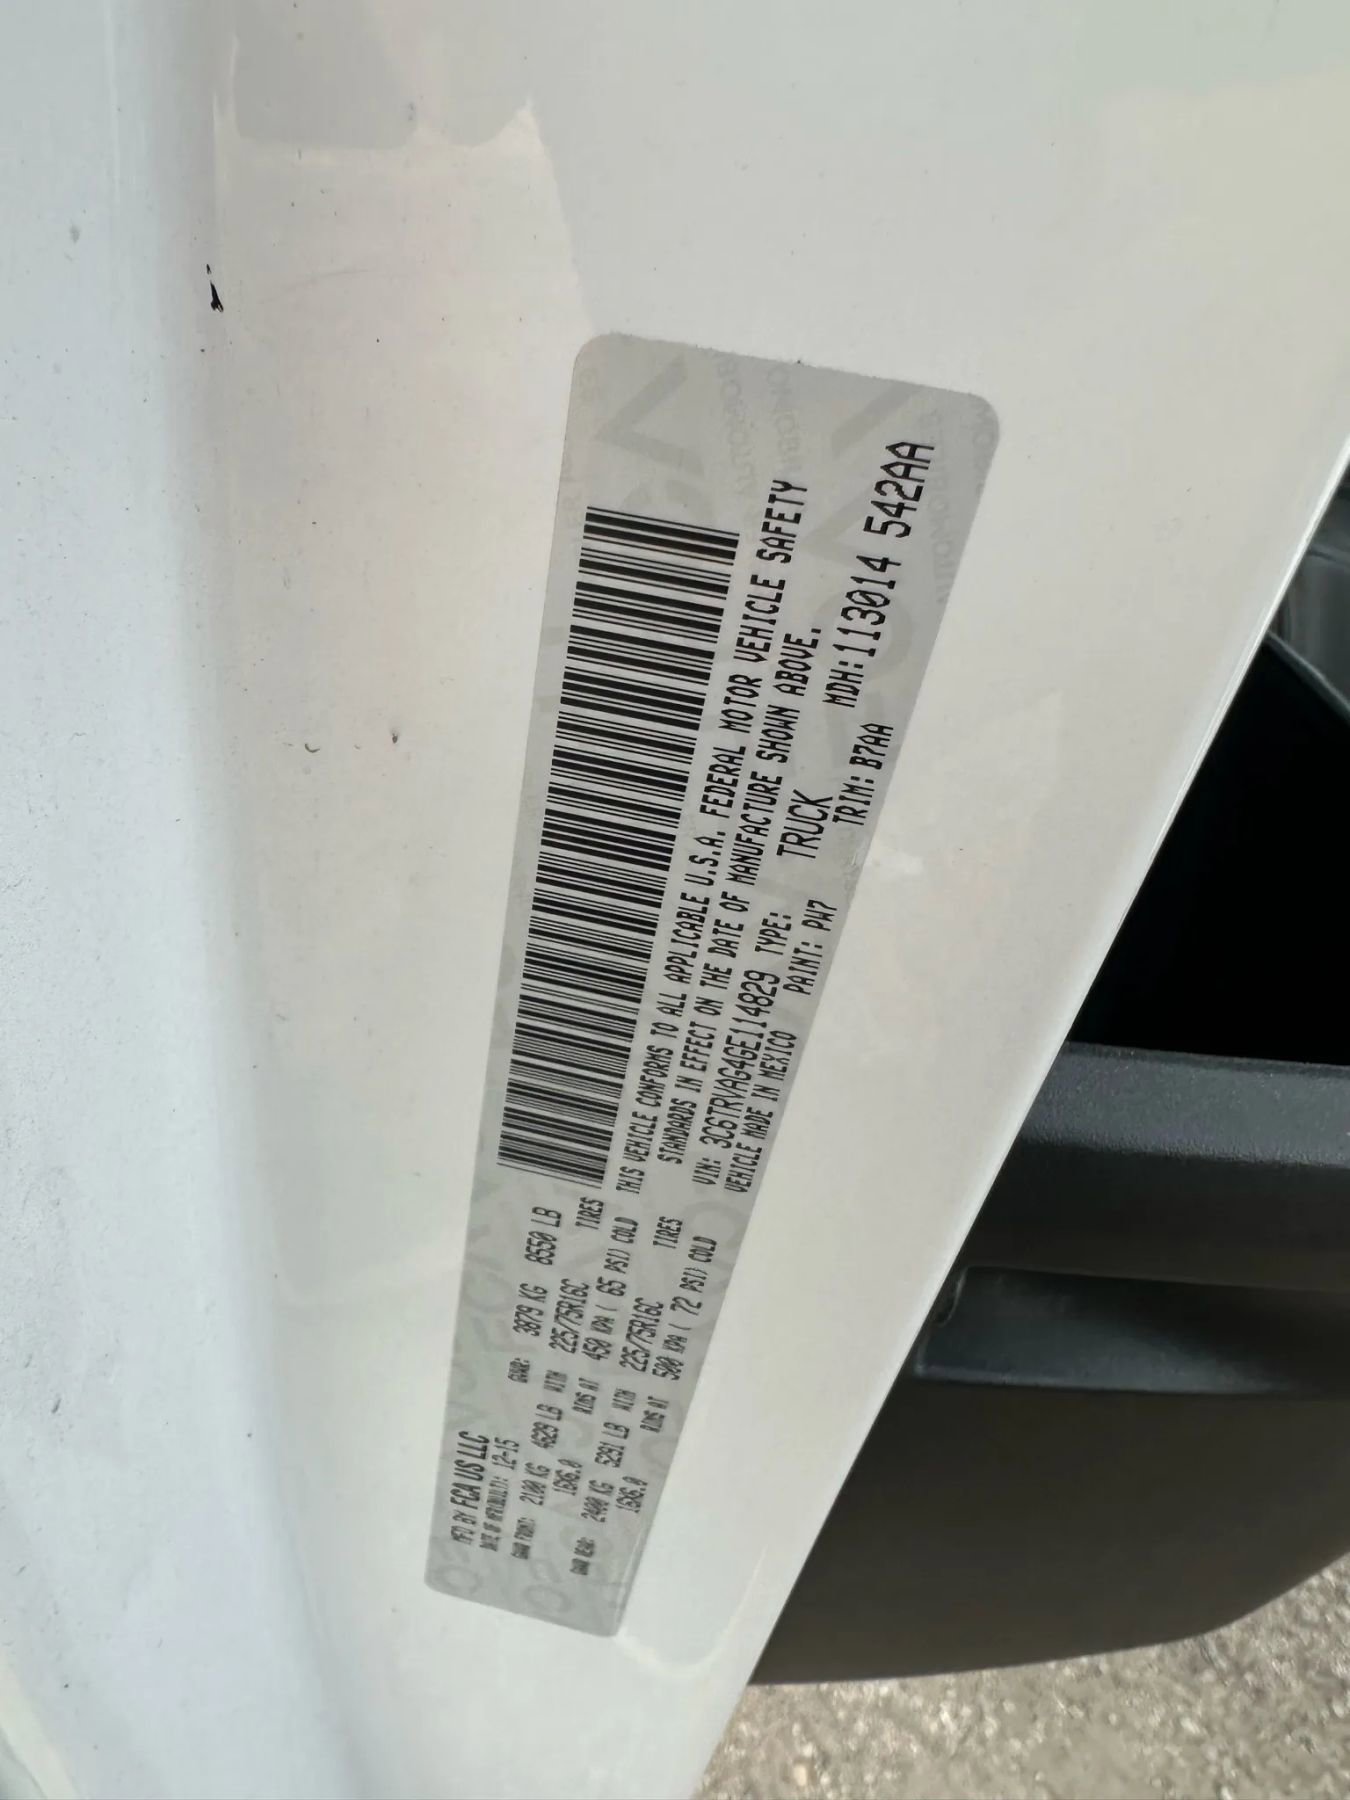 MFD BY FCA US LLC
DATE OF MFR(BUILT): 12-15 GVWR: 3879 KG 8550 LB
GAWR FRONT: 2100 KG 4629 LB WITH 225/75R16C TIRES
16X6.0 RIMS AT 450 KPA ( 65 PSI) COLD
GAWR REAR: 2400 KG 5291 LB WITH 225/75R16C TIRES
16X6.0 RIMS AT 500 KPA ( 72 PSI) COLD
THIS VEHICLE CONFORMS TO ALL APPLICABLE U.S.A. FEDERAL MOTOR VEHICLE SAFETY
STANDARDS IN EFFECT ON THE DATE OF MANUFACTURE SHOWN ABOVE.
VIN: 3C6TRVAG4GE114829 TYPE: TRUCK MDH:113014 542AA
VEHICLE MADE IN MEXICO PAINT: PW7 TRIM: B7AA